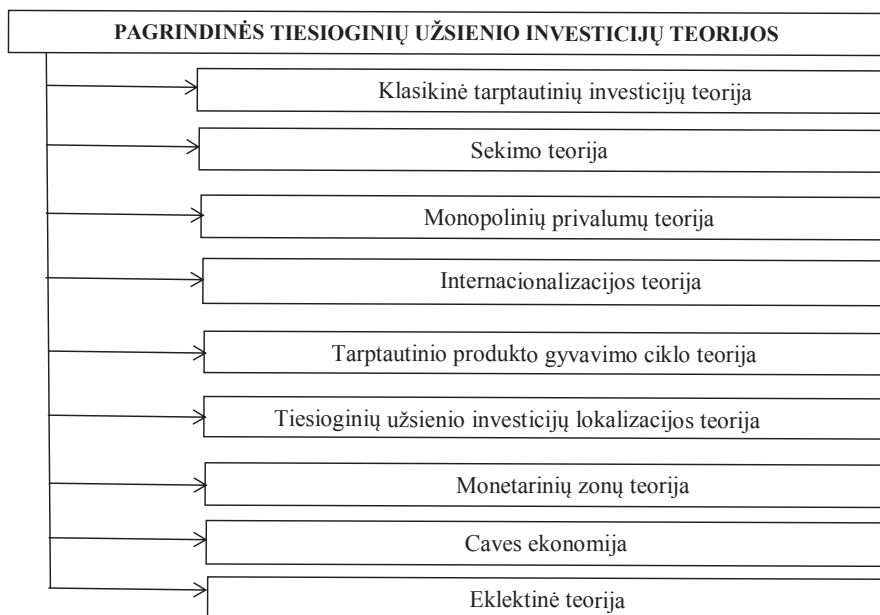 PAGRINDINĖS TIESIOGINIŲ UŽSIENIO INVESTICIJŲ TEORIJOS
Klasikinė tarptautinių investicijų teorija
Sekimo teorija
Monopolinių privalumų teorija
Internacionalizacijos teorija
Tarptautinio produkto gyvavimo ciklo teorija
Tiesioginių užsienio investicijų lokalizacijos teorija
Monetarinių zonų teorija
Caves ekonomija
Eklektinė teorija